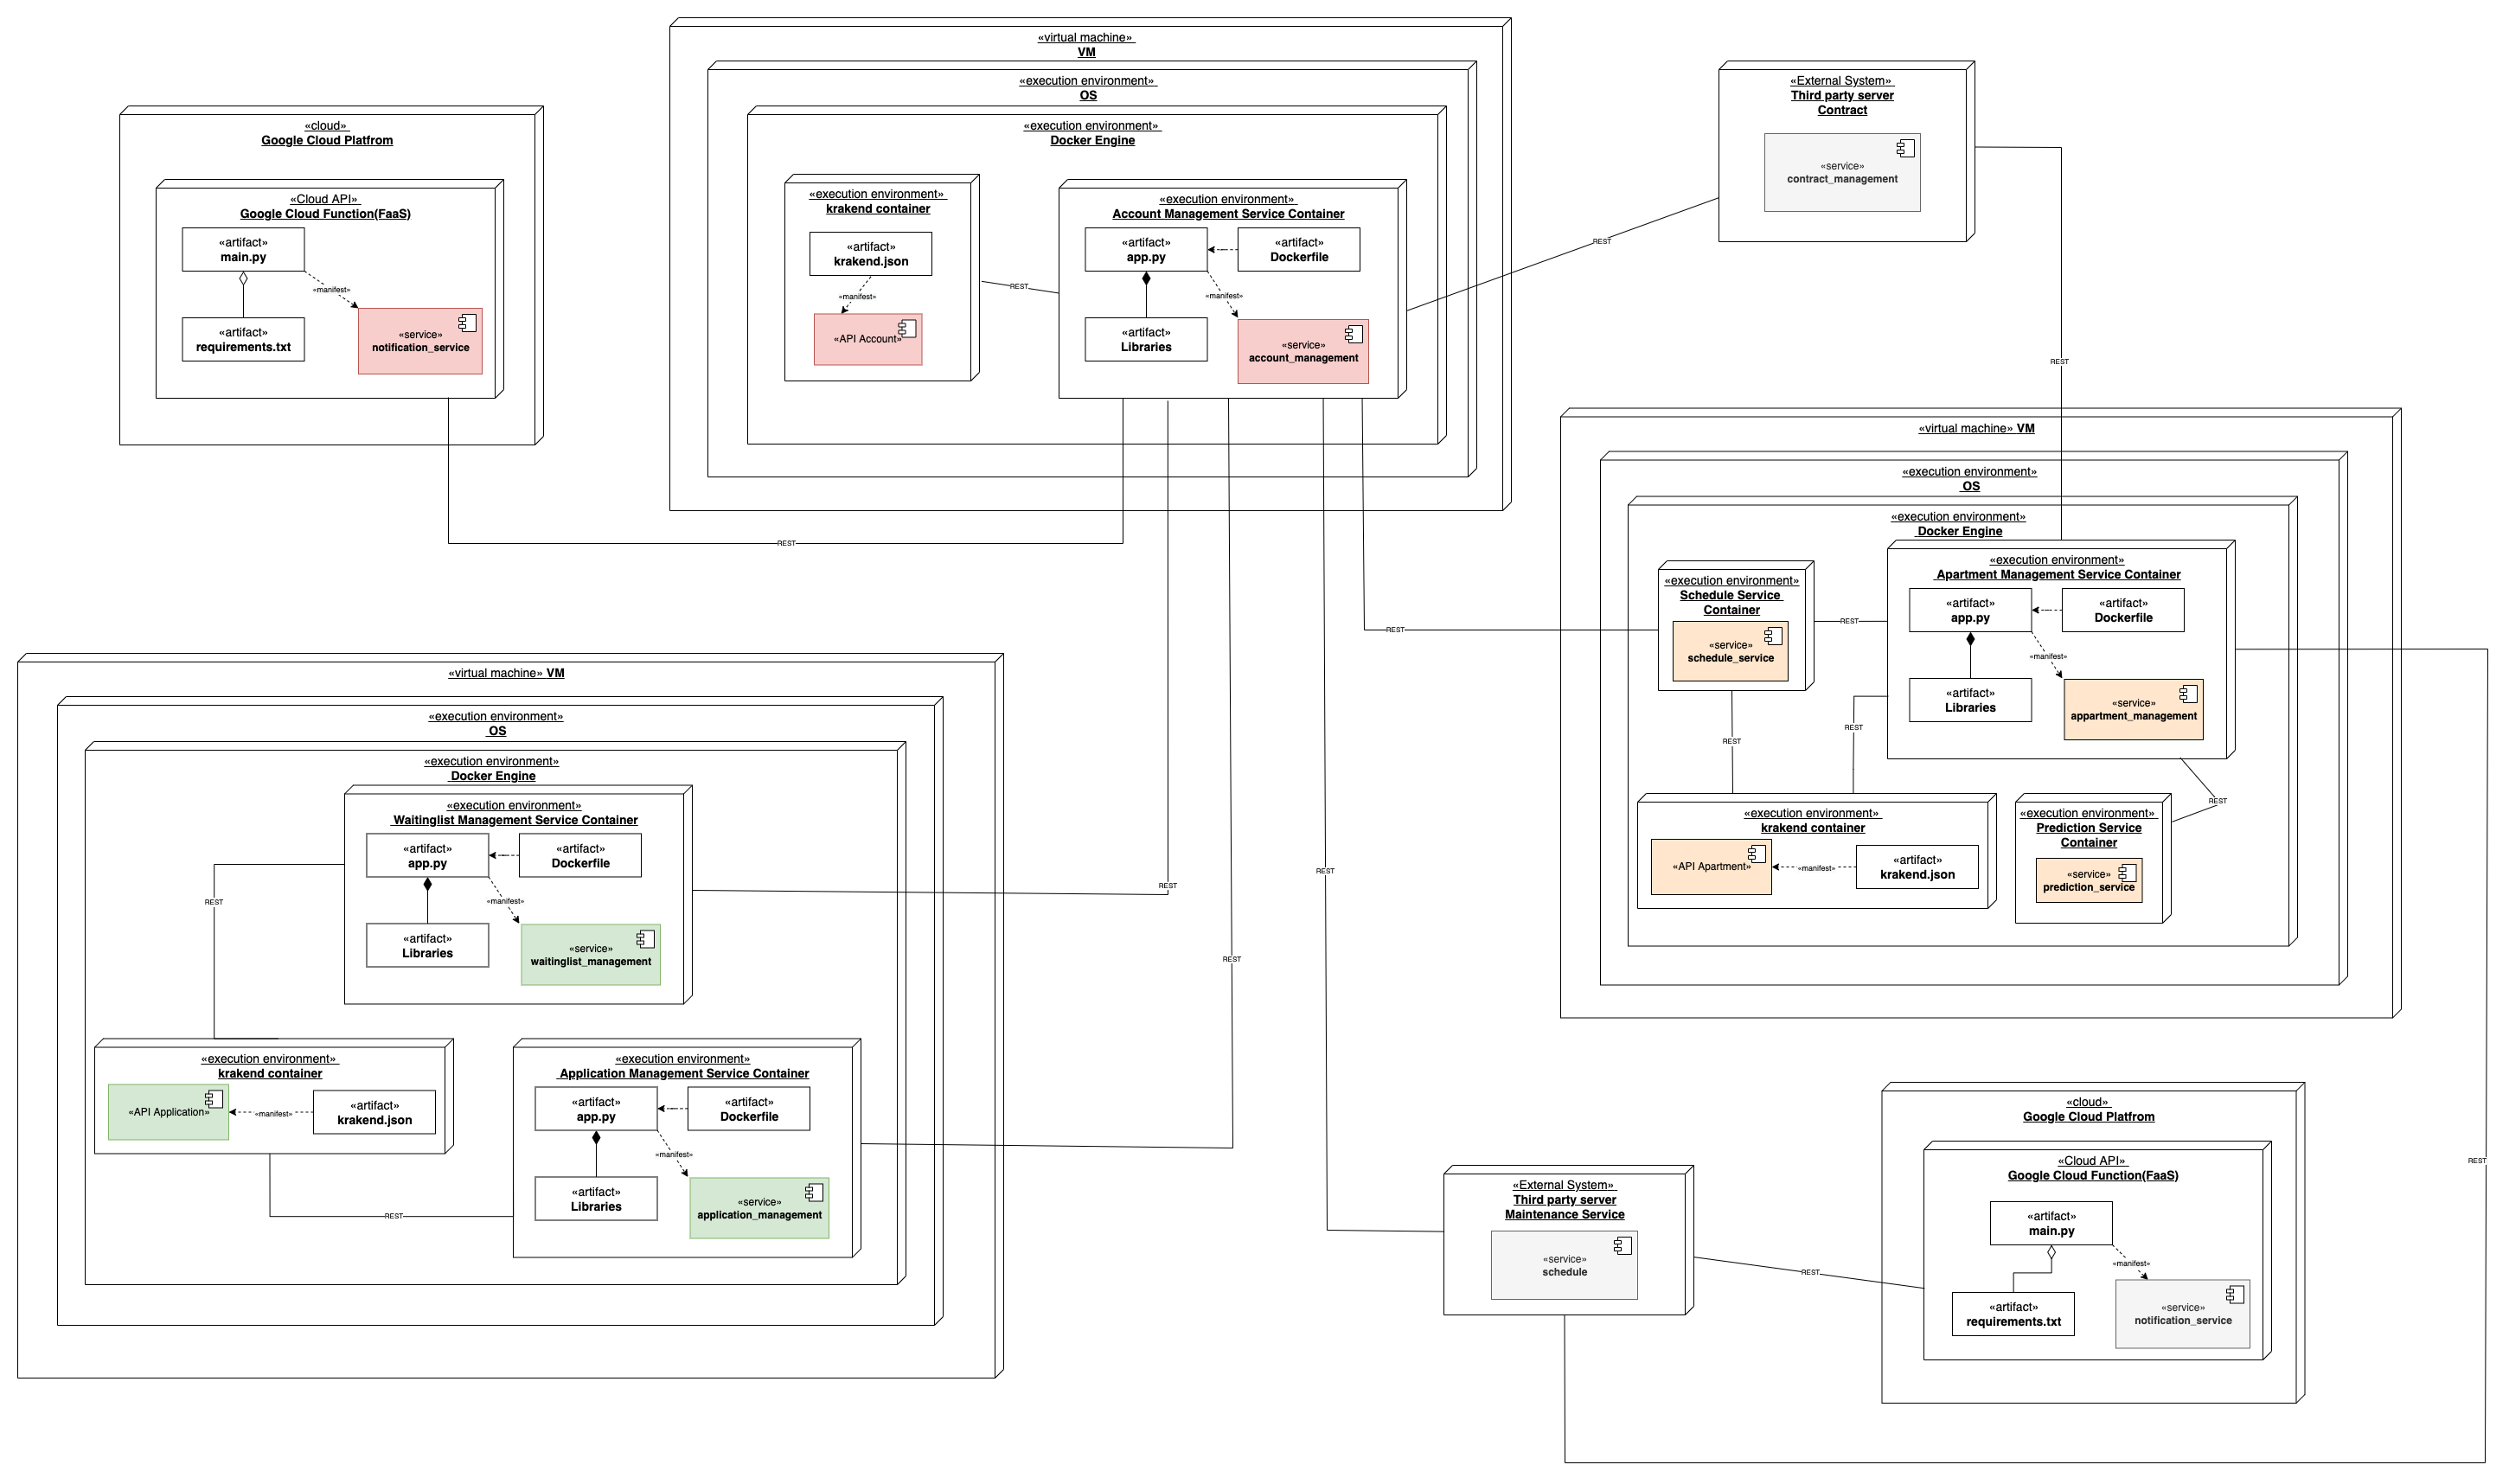 «virtual machine»
VM
«execution environment»
OS
«execution environment»
Docker Engine
«execution environment»
krakend container
«artifact»
krakend.json
«manifest»
«API Account»
REST
«execution environment»
Account Management Service Container
«artifact»
app.py
«artifact»
Dockerfile
«manifest»
«artifact»
Libraries
«service»
account_management
«cloud»
Google Cloud Platfrom
«Cloud API»
Google Cloud Function(FaaS)
«artifact»
main.py
«manifest»
«artifact»
requirements.txt
«service»
notification_service
REST
«External System»
Third party server
Contract
«service»
contract_management
REST
REST
«virtual machine» VM
«execution environment»
OS
«execution environment»
Docker Engine
«execution environment»
Schedule Service
Container
«service»
schedule_service
REST
REST
«execution environment»
Apartment Management Service Container
«artifact»
app.py
«artifact»
Dockerfile
«manifest»
«artifact»
Libraries
«service»
appartment_management
REST
REST
REST
«execution environment»
krakend container
«API Apartment»
«manifest»
«artifact»
krakend.json
«execution environment»
Prediction Service
Container
«service»
prediction_service
«virtual machine» VM
«execution environment»
OS
«execution environment»
Docker Engine
«execution environment»
Waitinglist Management Service Container
«artifact»
app.py
«artifact»
Dockerfile
«manifest»
«artifact»
Libraries
«service»
waitinglist_management
REST
REST
REST
REST
«execution environment»
krakend container
«API Application»
«manifest»
«artifact»
krakend.json
REST
«execution environment»
Application Management Service Container
«artifact»
app.py
«artifact»
Dockerfile
«manifest»
«artifact»
Libraries
«service»
application_management
«External System»
Third party server
Maintenance Service
«service»
schedule
REST
REST
«cloud»
Google Cloud Platfrom
«Cloud API»
Google Cloud Function(FaaS)
«artifact»
main.py
«manifest»
«artifact»
requirements.txt
«service»
notification_service